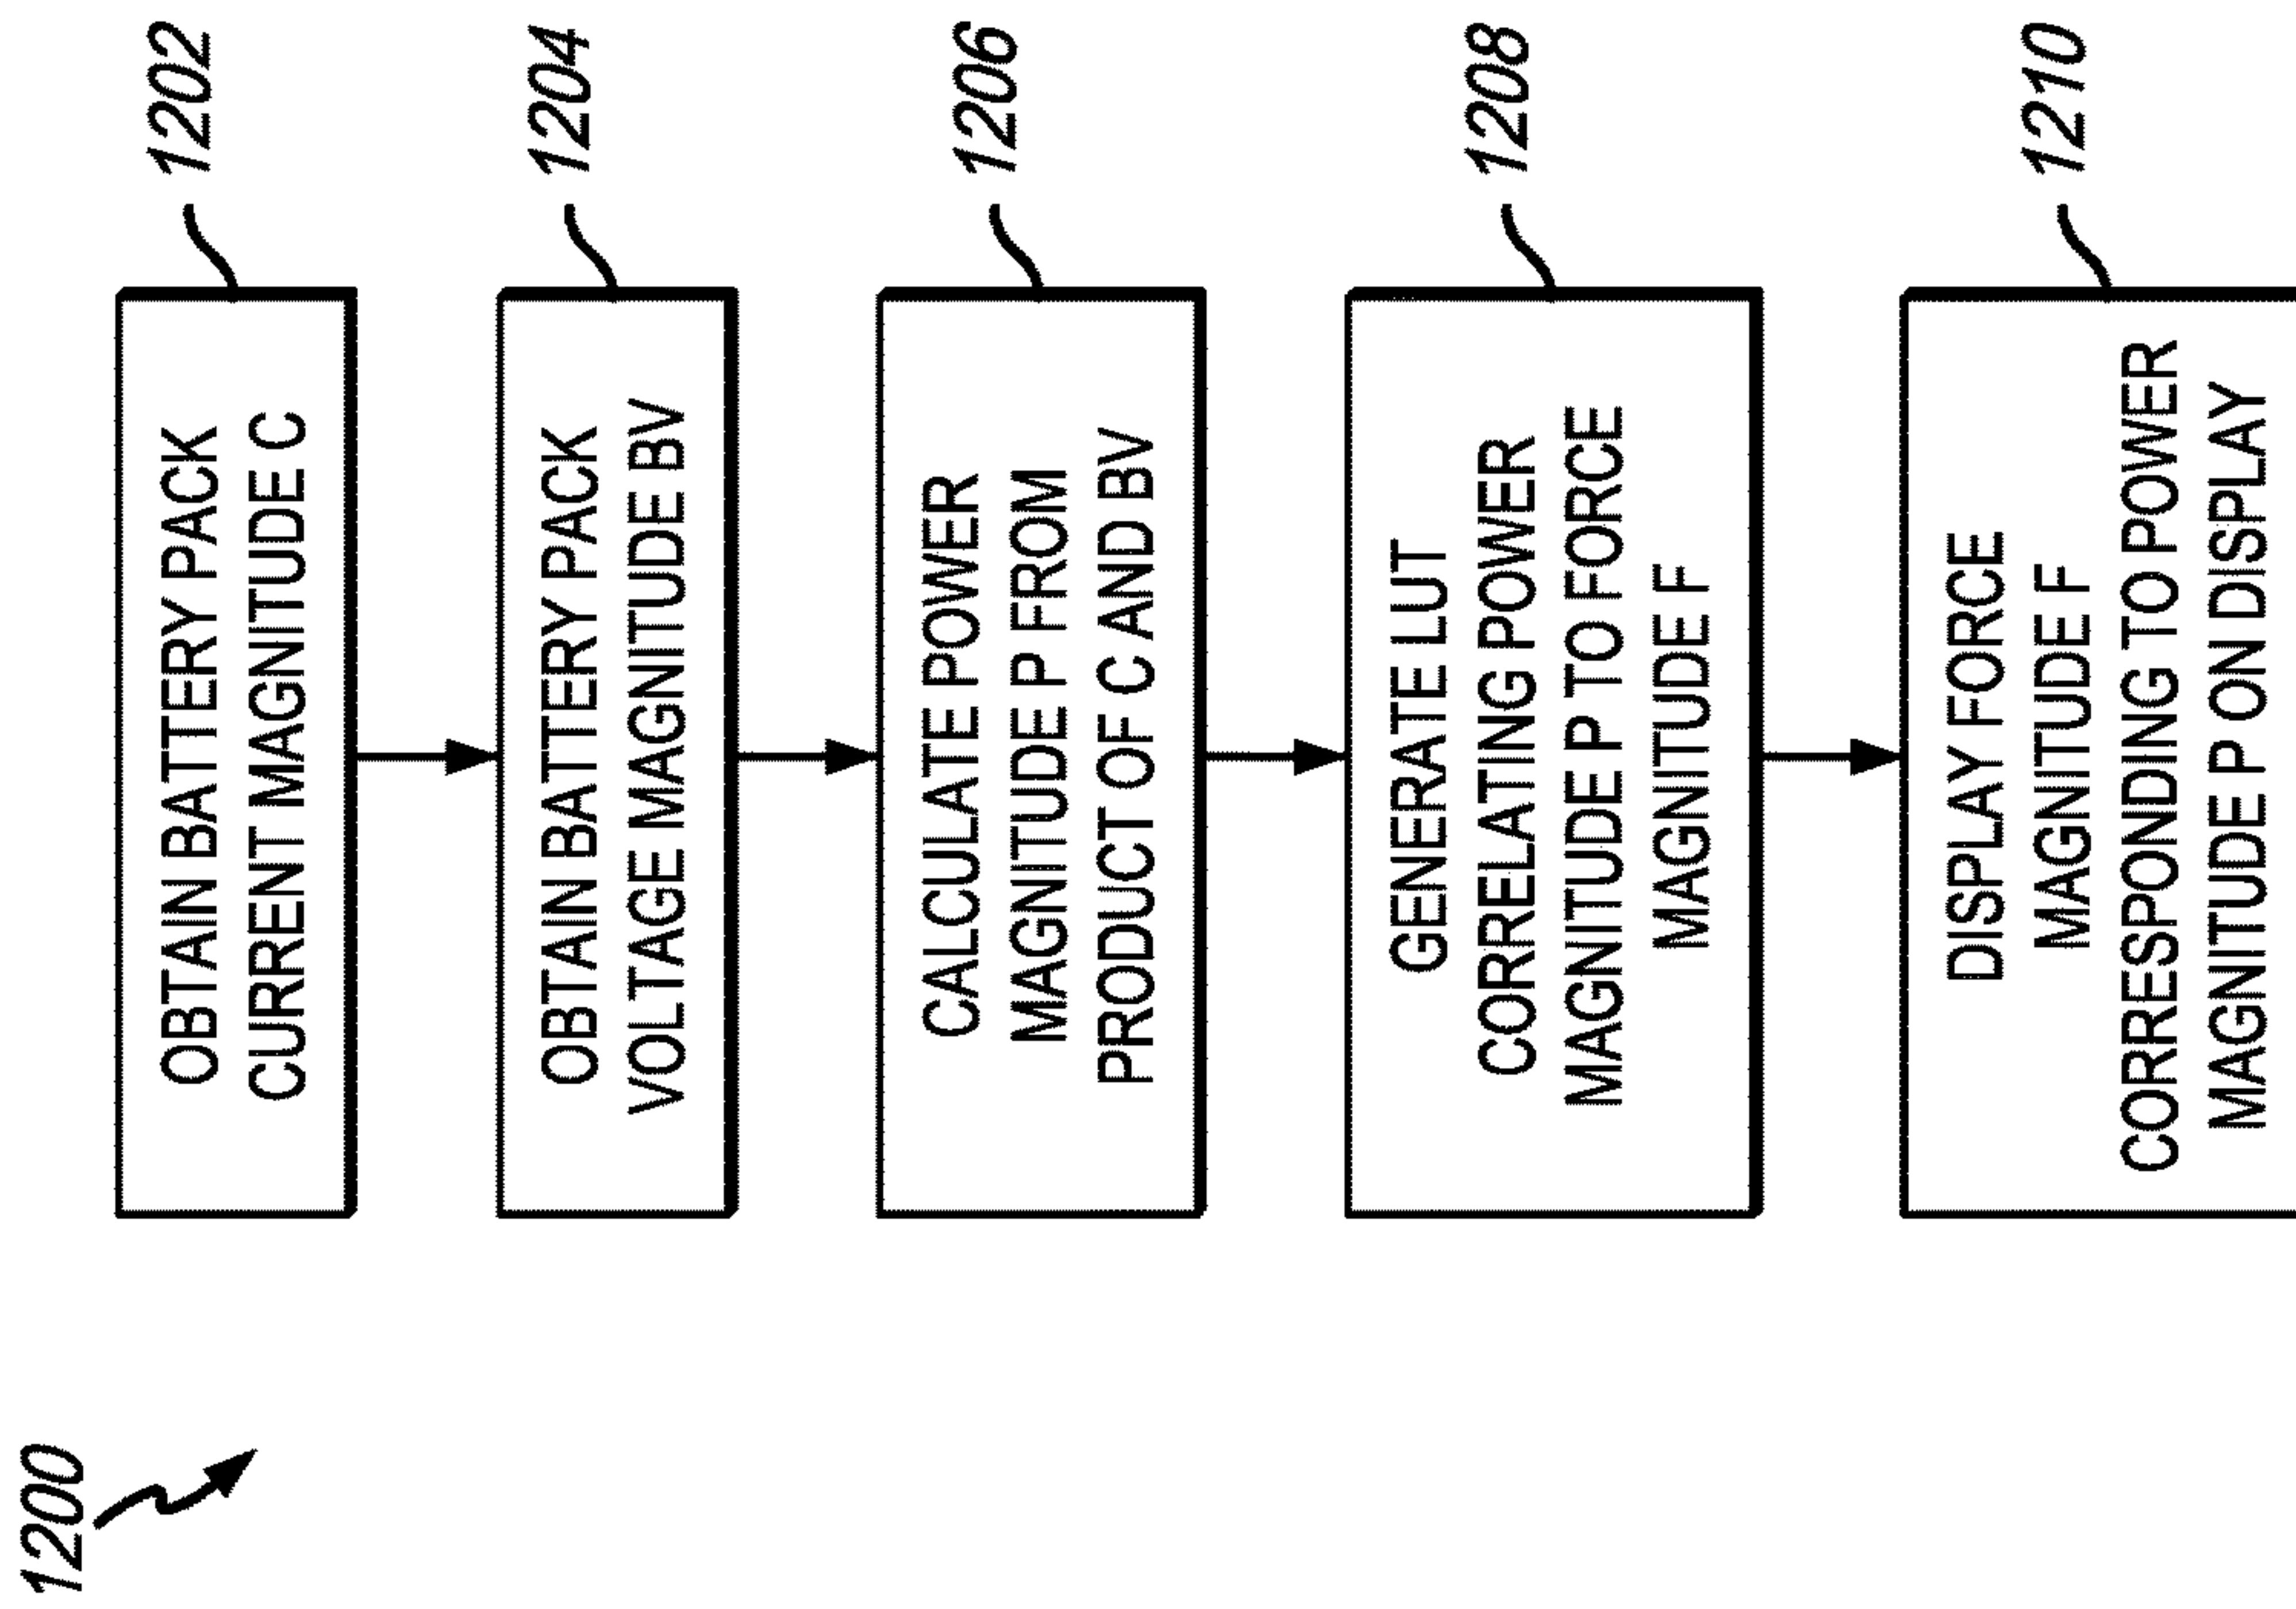 1200
OBTAIN BATTERY PACK
CURRENT MAGNITUDE C
1202
OBTAIN BATTERY PACK
VOLTAGE MAGNITUDE BV
1204
CALCULATE POWER
MAGNITUDE P FROM
PRODUCT OF C AND BV
1206
GENERATE LUT
CORRELATING POWER
MAGNITUDE P TO FORCE
MAGNITUDE F
1208
DISPLAY FORCE
MAGNITUDE F
CORRESPONDING TO POWER
MAGNITUDE P ON DISPLAY
1210